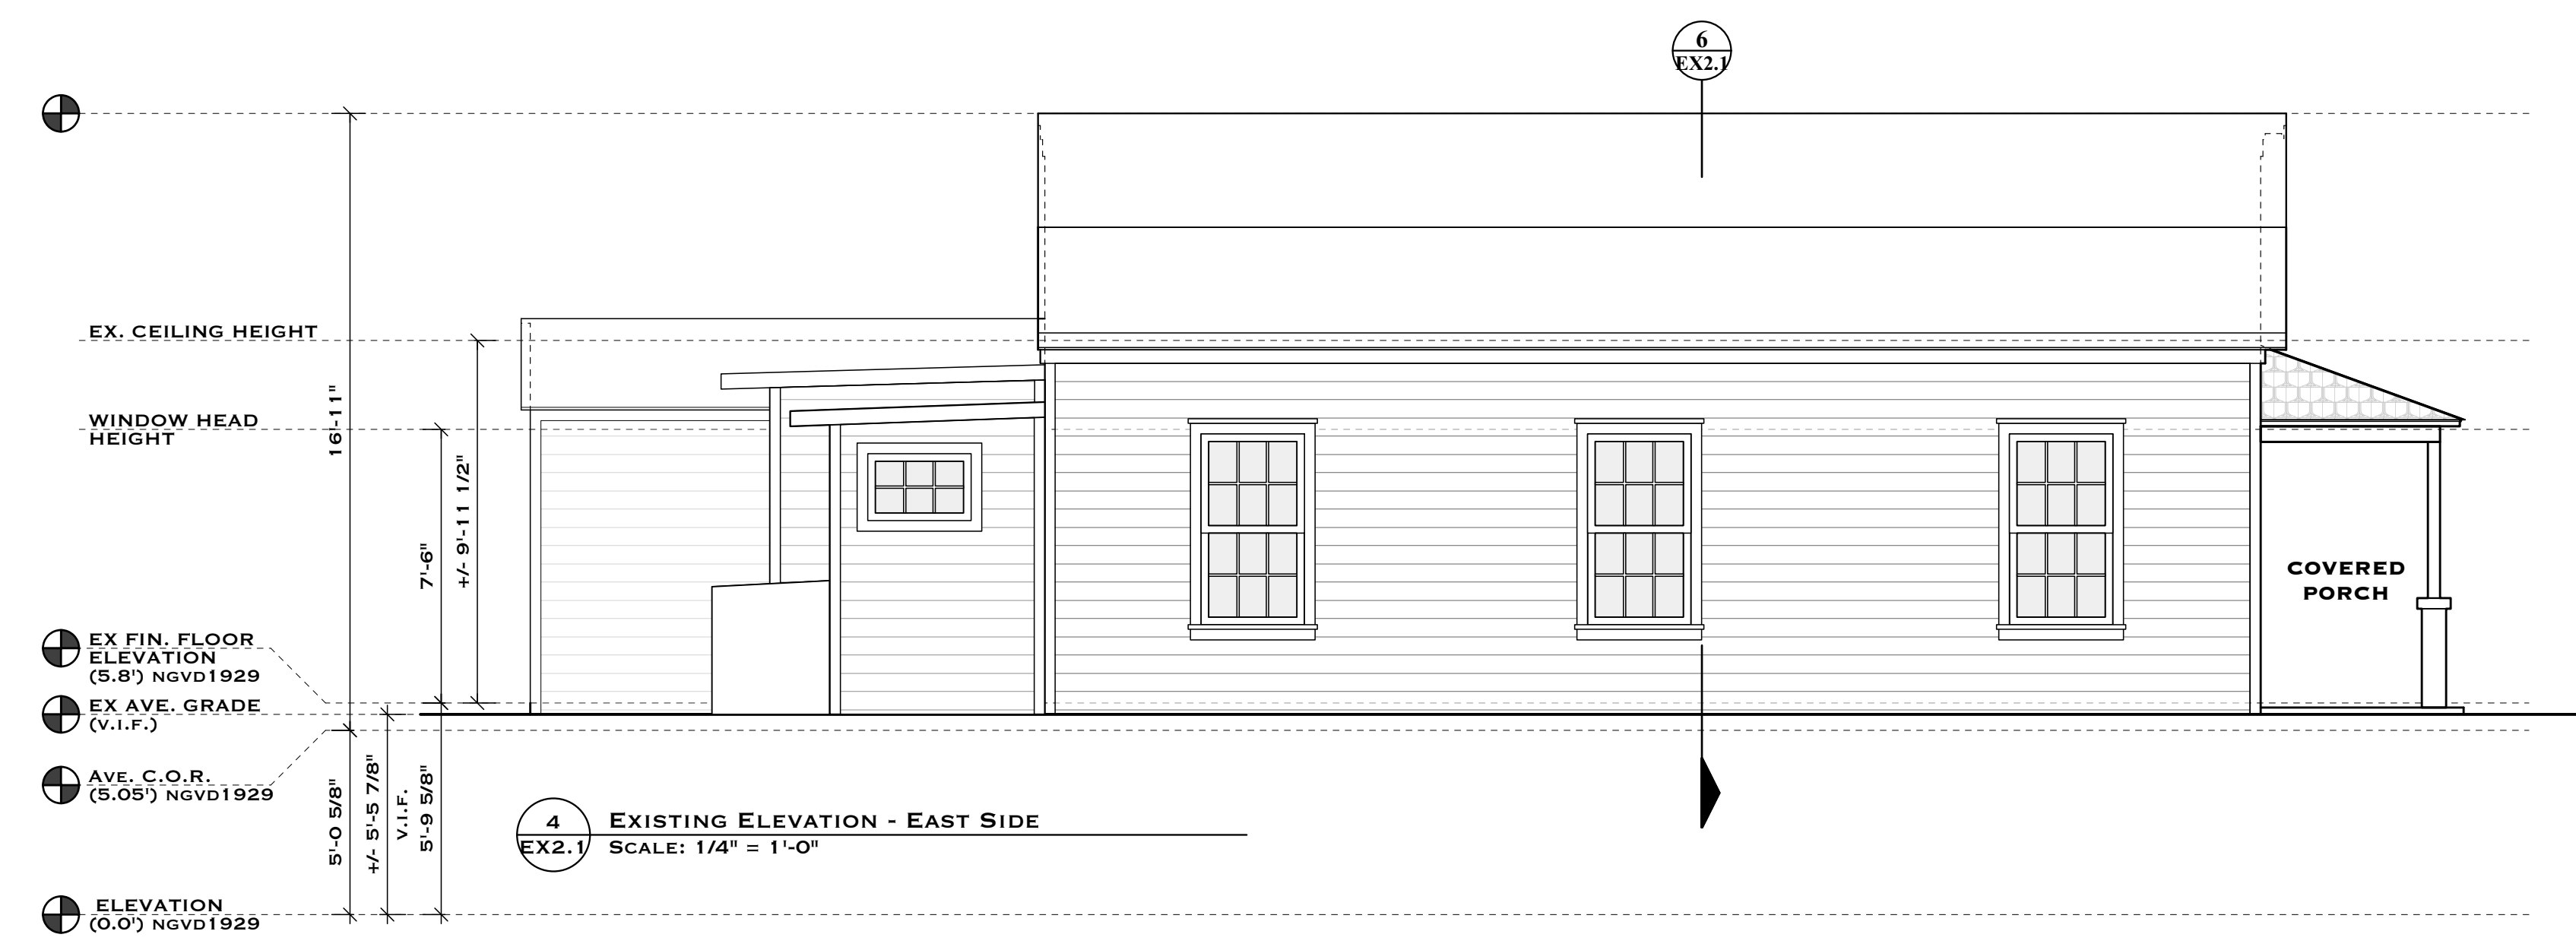 6
EX2.1
EX. CEILING HEIGHT
WINDOW HEAD
HEIGHT
16'-11"
+/- 9'-11 1/2"
7'-6"
COVERED
PORCH
EX FIN. FLOOR
ELEVATION
(5.8') NGVD1929
EX AVE. GRADE
(V.I.F.)
AVE. C.O.R.
(5.05') NGVD1929
5'-0 5/8"
+/- 5'-5 7/8"
V.I.F.
5'-9 5/8"
4
EX2.1
EXISTING ELEVATION - EAST SIDE
SCALE: 1/4" = 1'-0"
ELEVATION
(0.0') NGVD1929